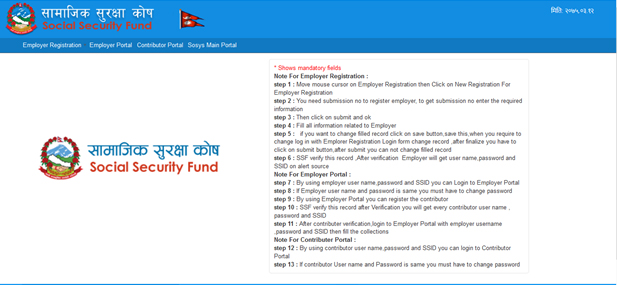 सामाजिक सुरक्षा कोष
Social Security Fund
मिति: २०७५.०३.१२
Employer Registration Employer Portal Contributor Portal Sosys Main Portal
सामाजिक सुरक्षा कोष
Social Security Fund
* Shows mandatory fields
Note For Employer Registration :
step 1 : Move mouse cursor on Employer Registration then Click on New Registration For
Employer Registration
step 2 : You need submission no to register employer, to get submission no enter the required
information
step 3 : Then click on submit and ok
step 4 : Fill all information related to Employer
step 5 : if you want to change filled record click on save button,save this,when you require to
change log in with Emplorer Registration Login form change record ,after finalize you have to
click on submit button,after submit you can not change filled record
step 6 : SSF verify this record ,After verification Employer will get user name,password and
SSID on alert source
Note For Employer Portal :
step 7 : By using employer user name,password and SSID you can Login to Employer Portal
step 8 : If Employer user name and password is same you must have to change password
step 9 : By using Employer Portal you can register the contributor
step 10 : SSF verify this record after Verification you will get every contributor user name ,
password and SSID
step 11 : After contributer verification,login to Employer Portal with employer username
,password and SSID then fill the collections
Note For Contributer Portal :
step 12 : By using contributor user name,password and SSID you can login to Contributor
Portal
step 13 : If contributor User name and Password is same you must have to change password